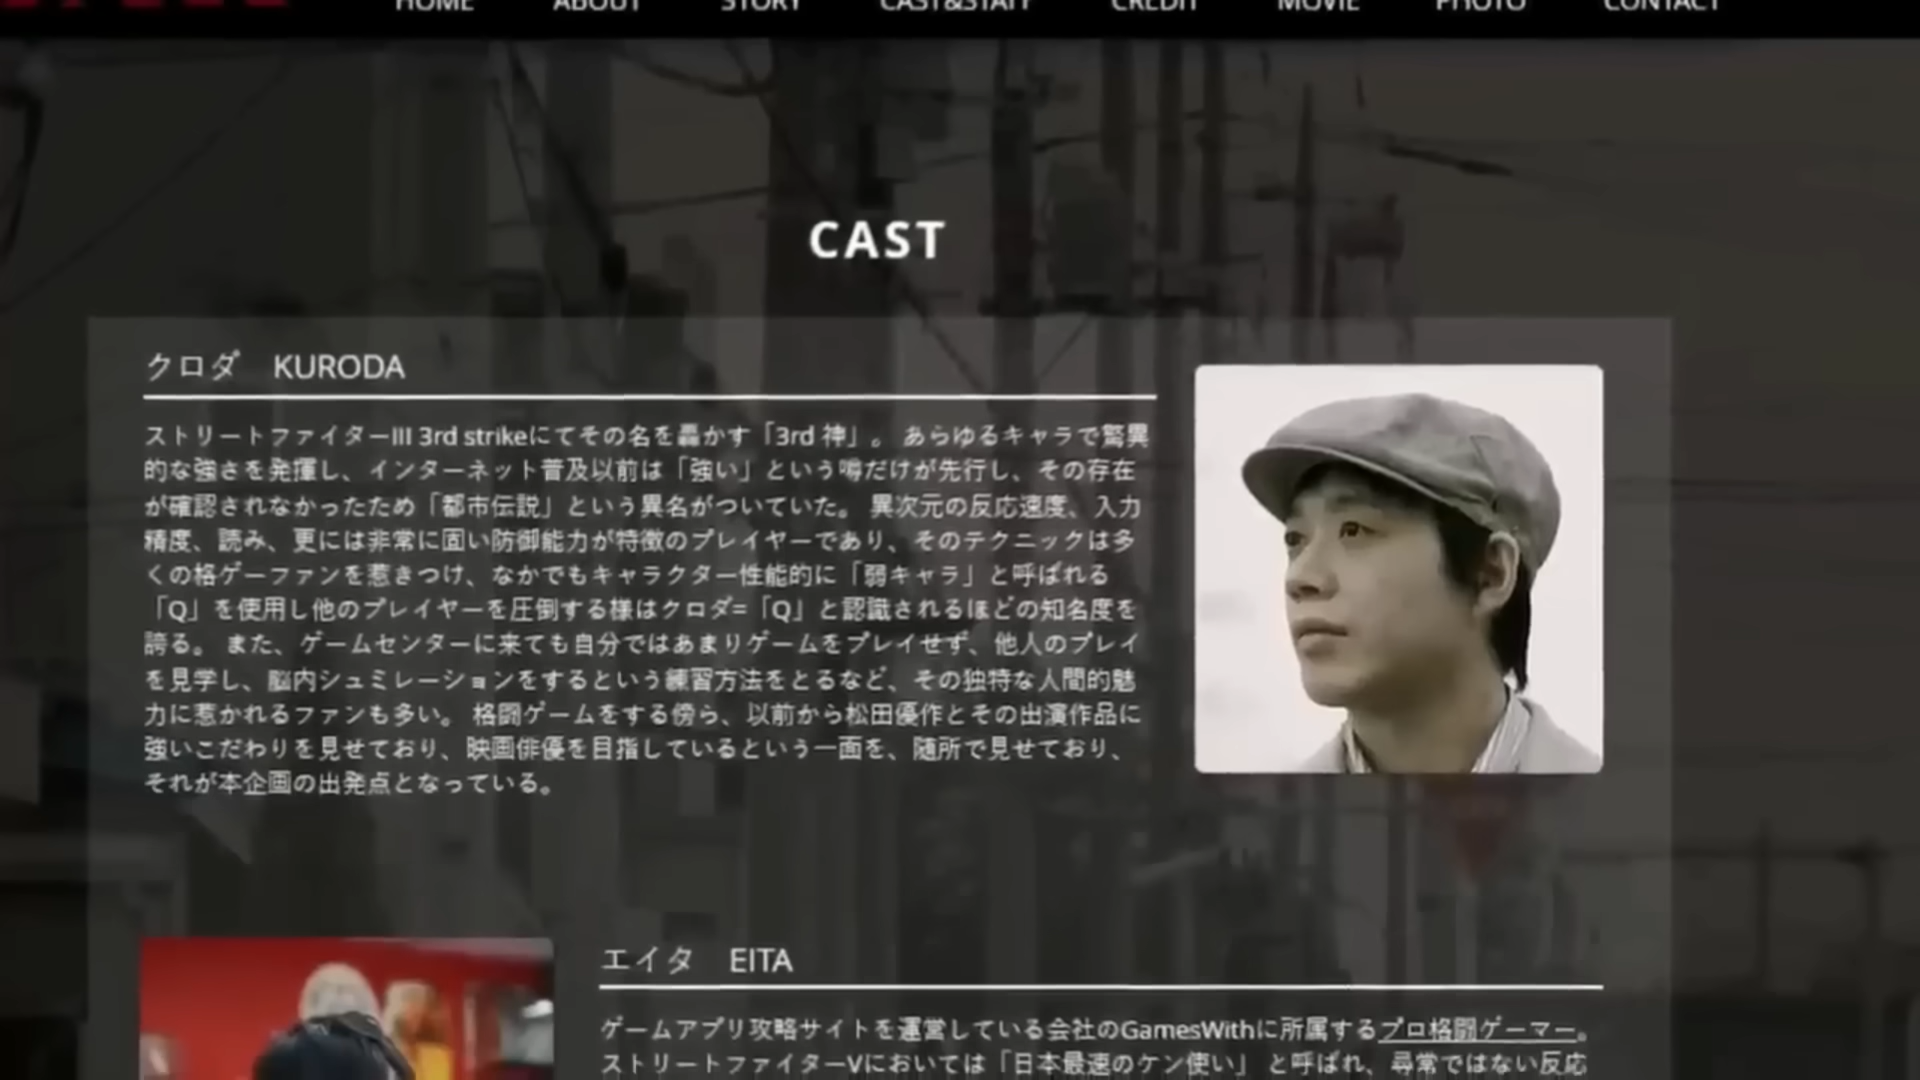 HOME ABOUT STORY CAST&STAFF CREDIT MOVIE PHOTO CONTACT
CAST
クロダ KURODA
ストリートファイターIII 3rd strikeにてその名を轟かす「3rd 神」。 あらゆるキャラで驚異
的な強さを発揮し、インターネット普及以前は「強い」という噂だけが先行し、その存在
が確認されなかったため「都市伝説」という異名がついていた。 異次元の反応速度、入力
精度、読み、更には非常に固い防御能力が特徴のプレイヤーであり、そのテクニックは多
くの格ゲーファンを惹きつけ、なかでもキャラクター性能的に「弱キャラ」と呼ばれる
「Q」を使用し他のプレイヤーを圧倒する様はクロダ=「Q」と認識されるほどの知名度を
誇る。 また、ゲームセンターに来ても自分ではあまりゲームをプレイせず、他人のプレイ
を見学し、脳内シュミレーションをするという練習方法をとるなど、その独特な人間的魅
力に惹かれるファンも多い。 格闘ゲームをする傍ら、以前から松田優作とその出演作品に
強いこだわりを見せており、映画俳優を目指しているという一面を、随所で見せており、
それが本企画の出発点となっている。
エイタ EITA
ゲームアプリ攻略サイトを運営している会社のGamesWithに所属するプロ格闘ゲーマー。
ストリートファイターVにおいては「日本最速のケン使い」 と呼ばれ、尋常ではない反応